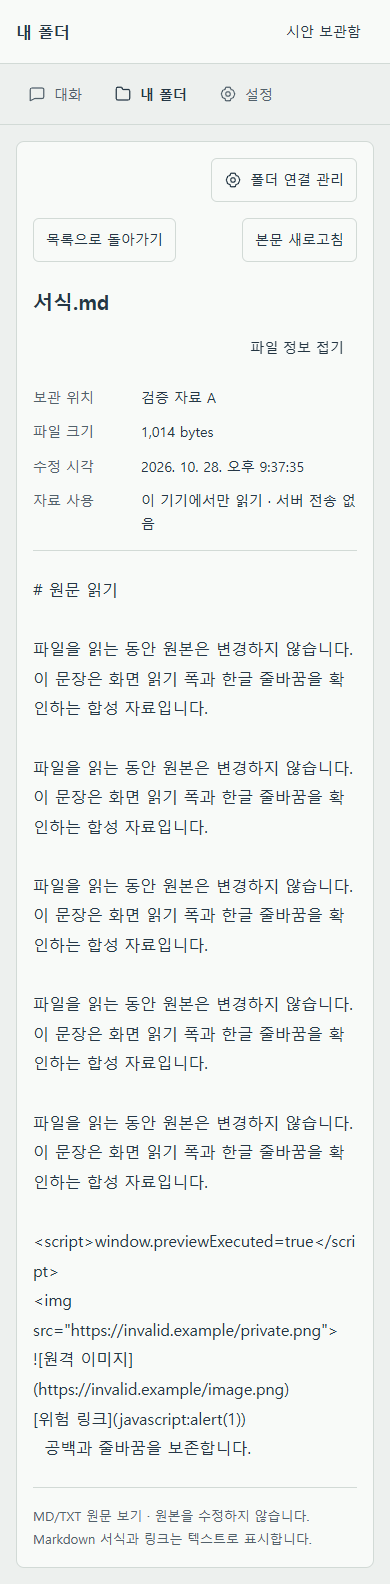 내 폴더
시안 보관함
대화
내 폴더
설정
폴더 연결 관리
목록으로 돌아가기
본문 새로고침
서식.md
파일 정보 접기
보관 위치 검증 자료 A
파일 크기 1,014 bytes
수정 시각 2026. 10. 28. 오후 9:37:35
자료 사용 이 기기에서만 읽기 · 서버 전송 없
음
# 원문 읽기
파일을 읽는 동안 원본은 변경하지 않습니다.
이 문장은 화면 읽기 폭과 한글 줄바꿈을 확
인하는 합성 자료입니다.
파일을 읽는 동안 원본은 변경하지 않습니다.
이 문장은 화면 읽기 폭과 한글 줄바꿈을 확
인하는 합성 자료입니다.
파일을 읽는 동안 원본은 변경하지 않습니다.
이 문장은 화면 읽기 폭과 한글 줄바꿈을 확
인하는 합성 자료입니다.
파일을 읽는 동안 원본은 변경하지 않습니다.
이 문장은 화면 읽기 폭과 한글 줄바꿈을 확
인하는 합성 자료입니다.
파일을 읽는 동안 원본은 변경하지 않습니다.
이 문장은 화면 읽기 폭과 한글 줄바꿈을 확
인하는 합성 자료입니다.
<script>window.previewExecuted=true</scri
pt>
<img
src="https://invalid.example/private.png">
![원격 이미지]
(https://invalid.example/image.png)
[위험 링크](javascript:alert(1))
  공백과 줄바꿈을 보존합니다.
MD/TXT 원문 보기 · 원본을 수정하지 않습니다.
Markdown 서식과 링크는 텍스트로 표시합니다.